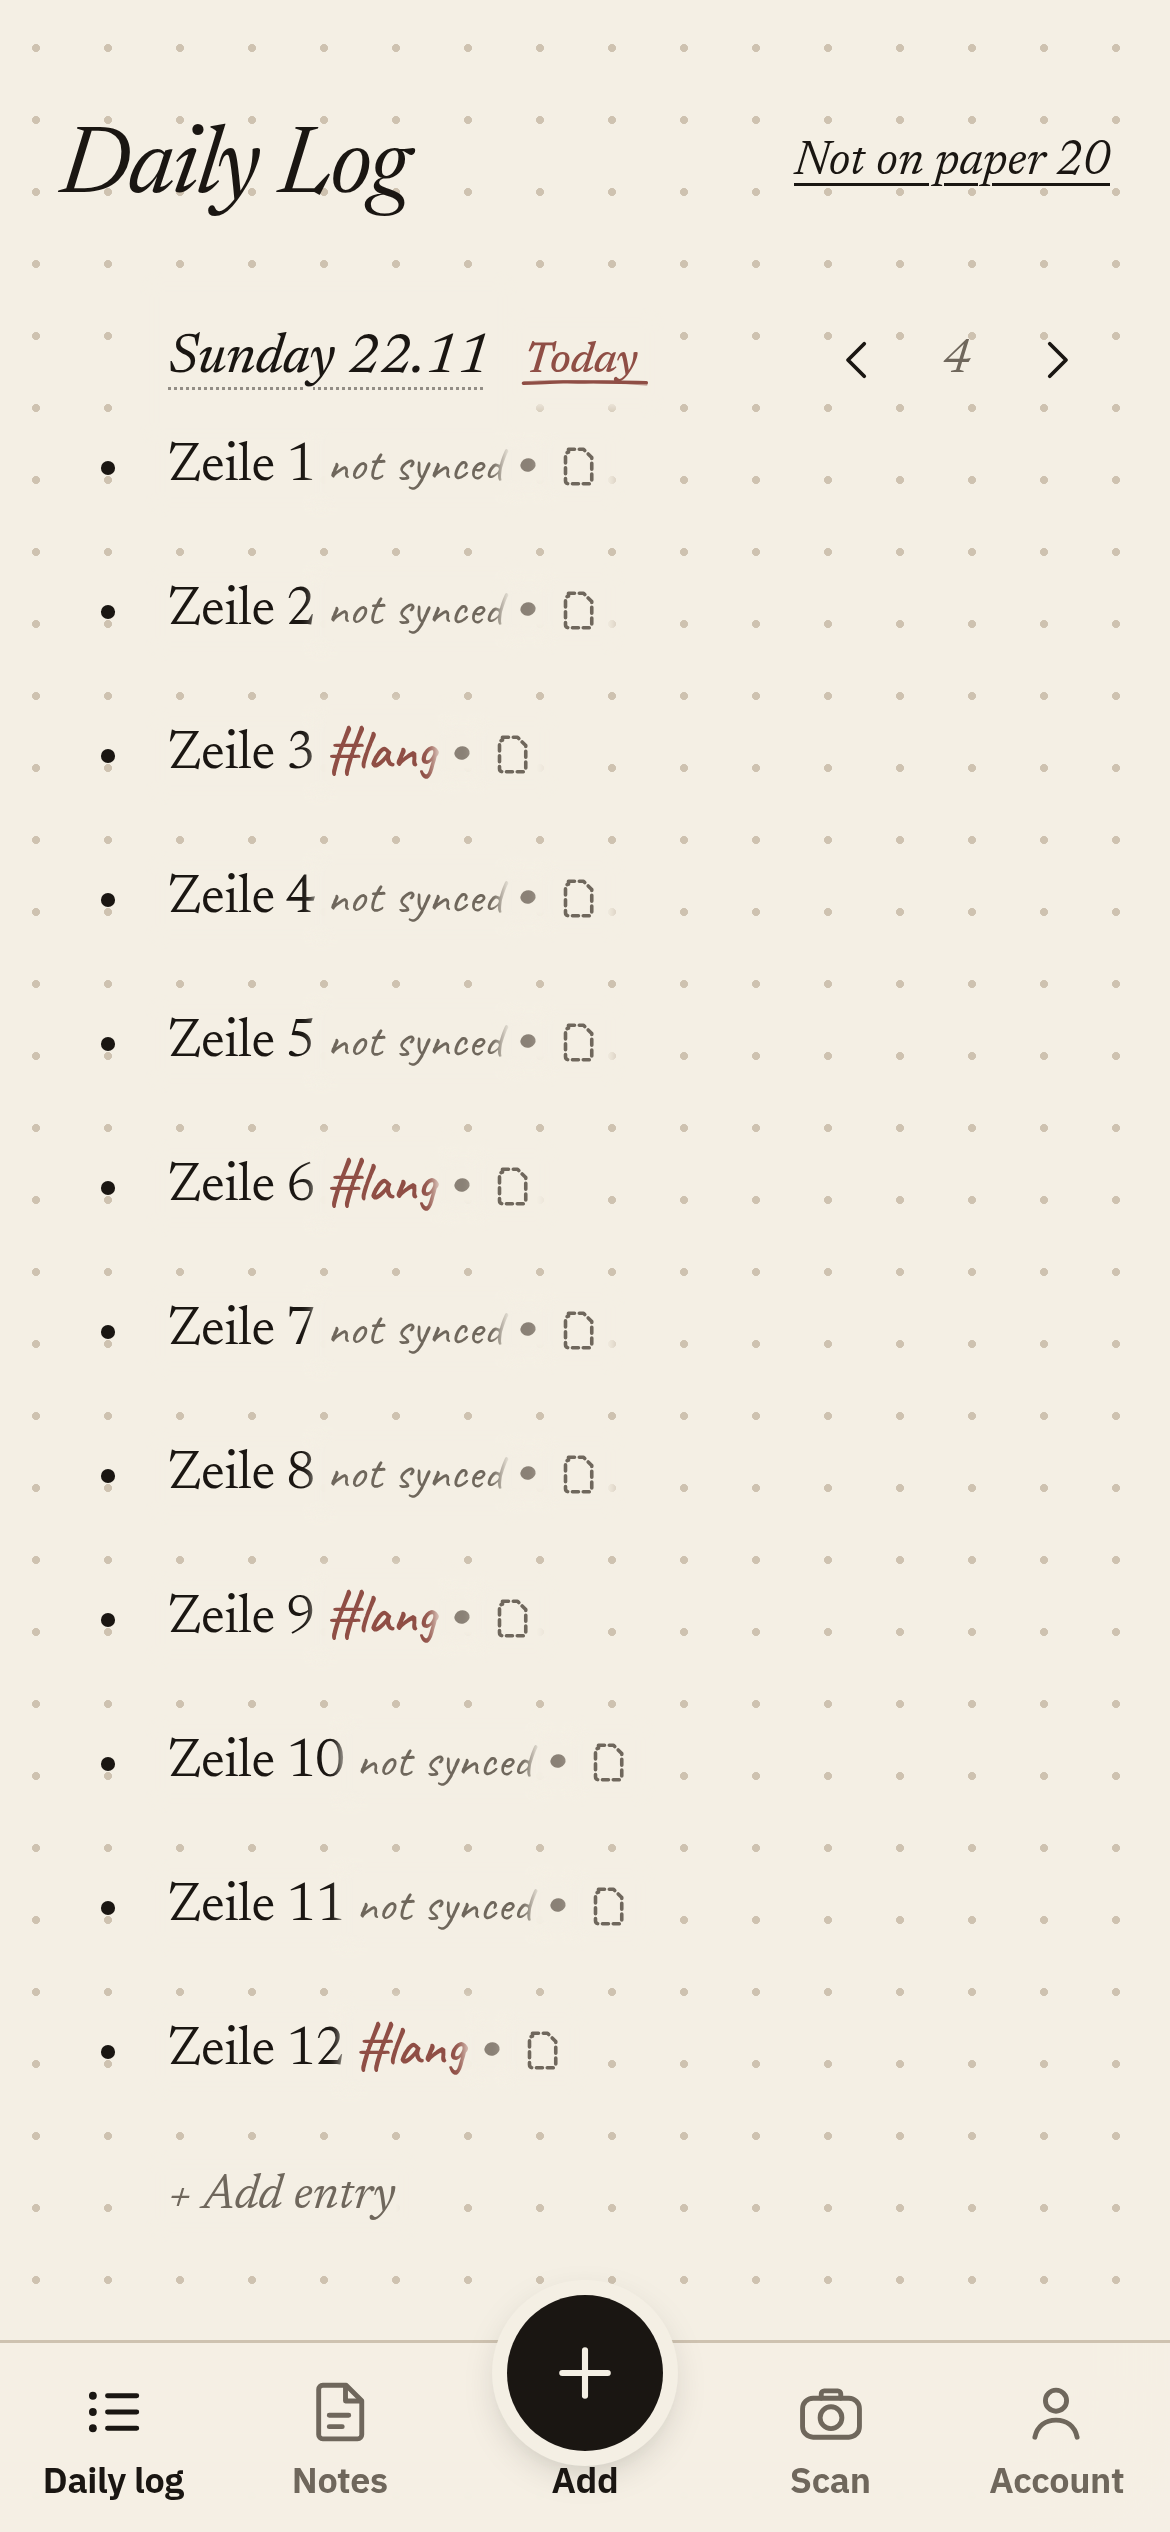 Daily Log
Not on paper 20
Sunday 22.11 Today 4
Zeile 1 not synced
Zeile 2 not synced
Zeile 3 #lang
Zeile 4 not synced
Zeile 5 not synced
Zeile 6 #lang
Zeile 7 not synced
Zeile 8 not synced
Zeile 9 #lang
Zeile 10 not synced
Zeile 11 not synced
Zeile 12 #lang
+ Add entry
Daily log Notes Add Scan Account